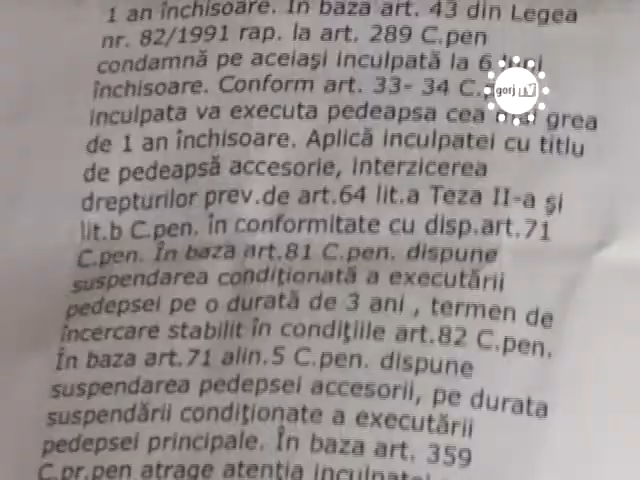 1 an închisoare. În baza art. 43 din Legea
nr. 82/1991 rap. la art. 289 C.pen
condamnă pe aceiaşi inculpată la 6
închisoare. Conform art. 33- 34
gorj TV
inculpata va executa pedeapsa cea grea
de 1 an închisoare. Aplică inculpatei cu titlu
de pedeapsă accesorie, interzicerea
drepturilor prev.de art.64 lit.a Teza II-a şi
lit.b C.pen. în conformitate cu disp.art.71
C.pen. În baza art.81 C.pen. dispune
suspendarea condiţionată a executării
pedepsei pe o durată de 3 ani , termen de
încercare stabilit în condiţiile art.82 C.pen.
În baza art.71 alin.5 C.pen. dispune
suspendarea pedepsei accesorii, pe durata
suspendării condiţionate a executării
pedepsei principale. În baza art. 359
C.pr.pen atrage atenţia